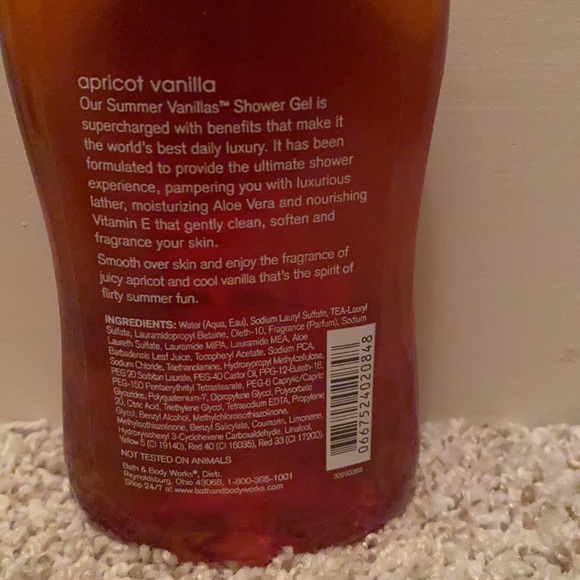 apricot vanilla
Our Summer Vanillas™ Shower Gel is
supercharged with benefits that make it
the world's best daily luxury. It has been
formulated to provide the ultimate shower
experience, pampering you with luxurious
lather, moisturizing Aloe Vera and nourishing
Vitamin E that gently clean, soften and
fragrance your skin.
Smooth over skin and enjoy the fragrance of
juicy apricot and cool vanilla that's the spirit of
flirty summer fun.
INGREDIENTS: Water (Aqua, Eau), Sodium Lauryl Sulfate, TEA-Lauryl
Sulfate, Lauramidopropyl Betaine, Oleth-10, Fragrance (Parfum), Sodium
Laureth Sulfate, Lauramide MIPA, Lauramide MEA, Aloe
Barbadensis Leaf Juice, Tocopheryl Acetate, Sodium PCA,
Sodium Chloride, Triethanolamine, Hydroxypropyl Methylcellulose,
PEG 20 Sorbitan Laurate, PEG-40 Castor Oil, PPG-12-Buteth-16,
PEG-150 Pentaerythrityl Tetrastearate, PEG-6 Caprylic/Capric
Glycerides, Polyquaternium-7, Dipropylene Glycol, Polysorbate
20, Citric Acid, Triethylene Glycol, Tetrasodium EDTA, Propylene
Glycol, Benzyl Alcohol, Methylchloroisothiazolinone,
Methylisothiazolinone, Benzyl Salicylate, Coumarin, Limonene,
Hydroxyisohexyl 3-Cyclohexene Carboxaldehyde, Linalool,
Yellow 5 (CI 19140), Red 40 (CI 16035), Red 33 (CI 17200).
NOT TESTED ON ANIMALS
Bath & Body Works®, Distr.
Reynoldsburg, Ohio 43068, 1-800-395-1001
Shop 24/7 at www.bathandbodyworks.com
0667524020848